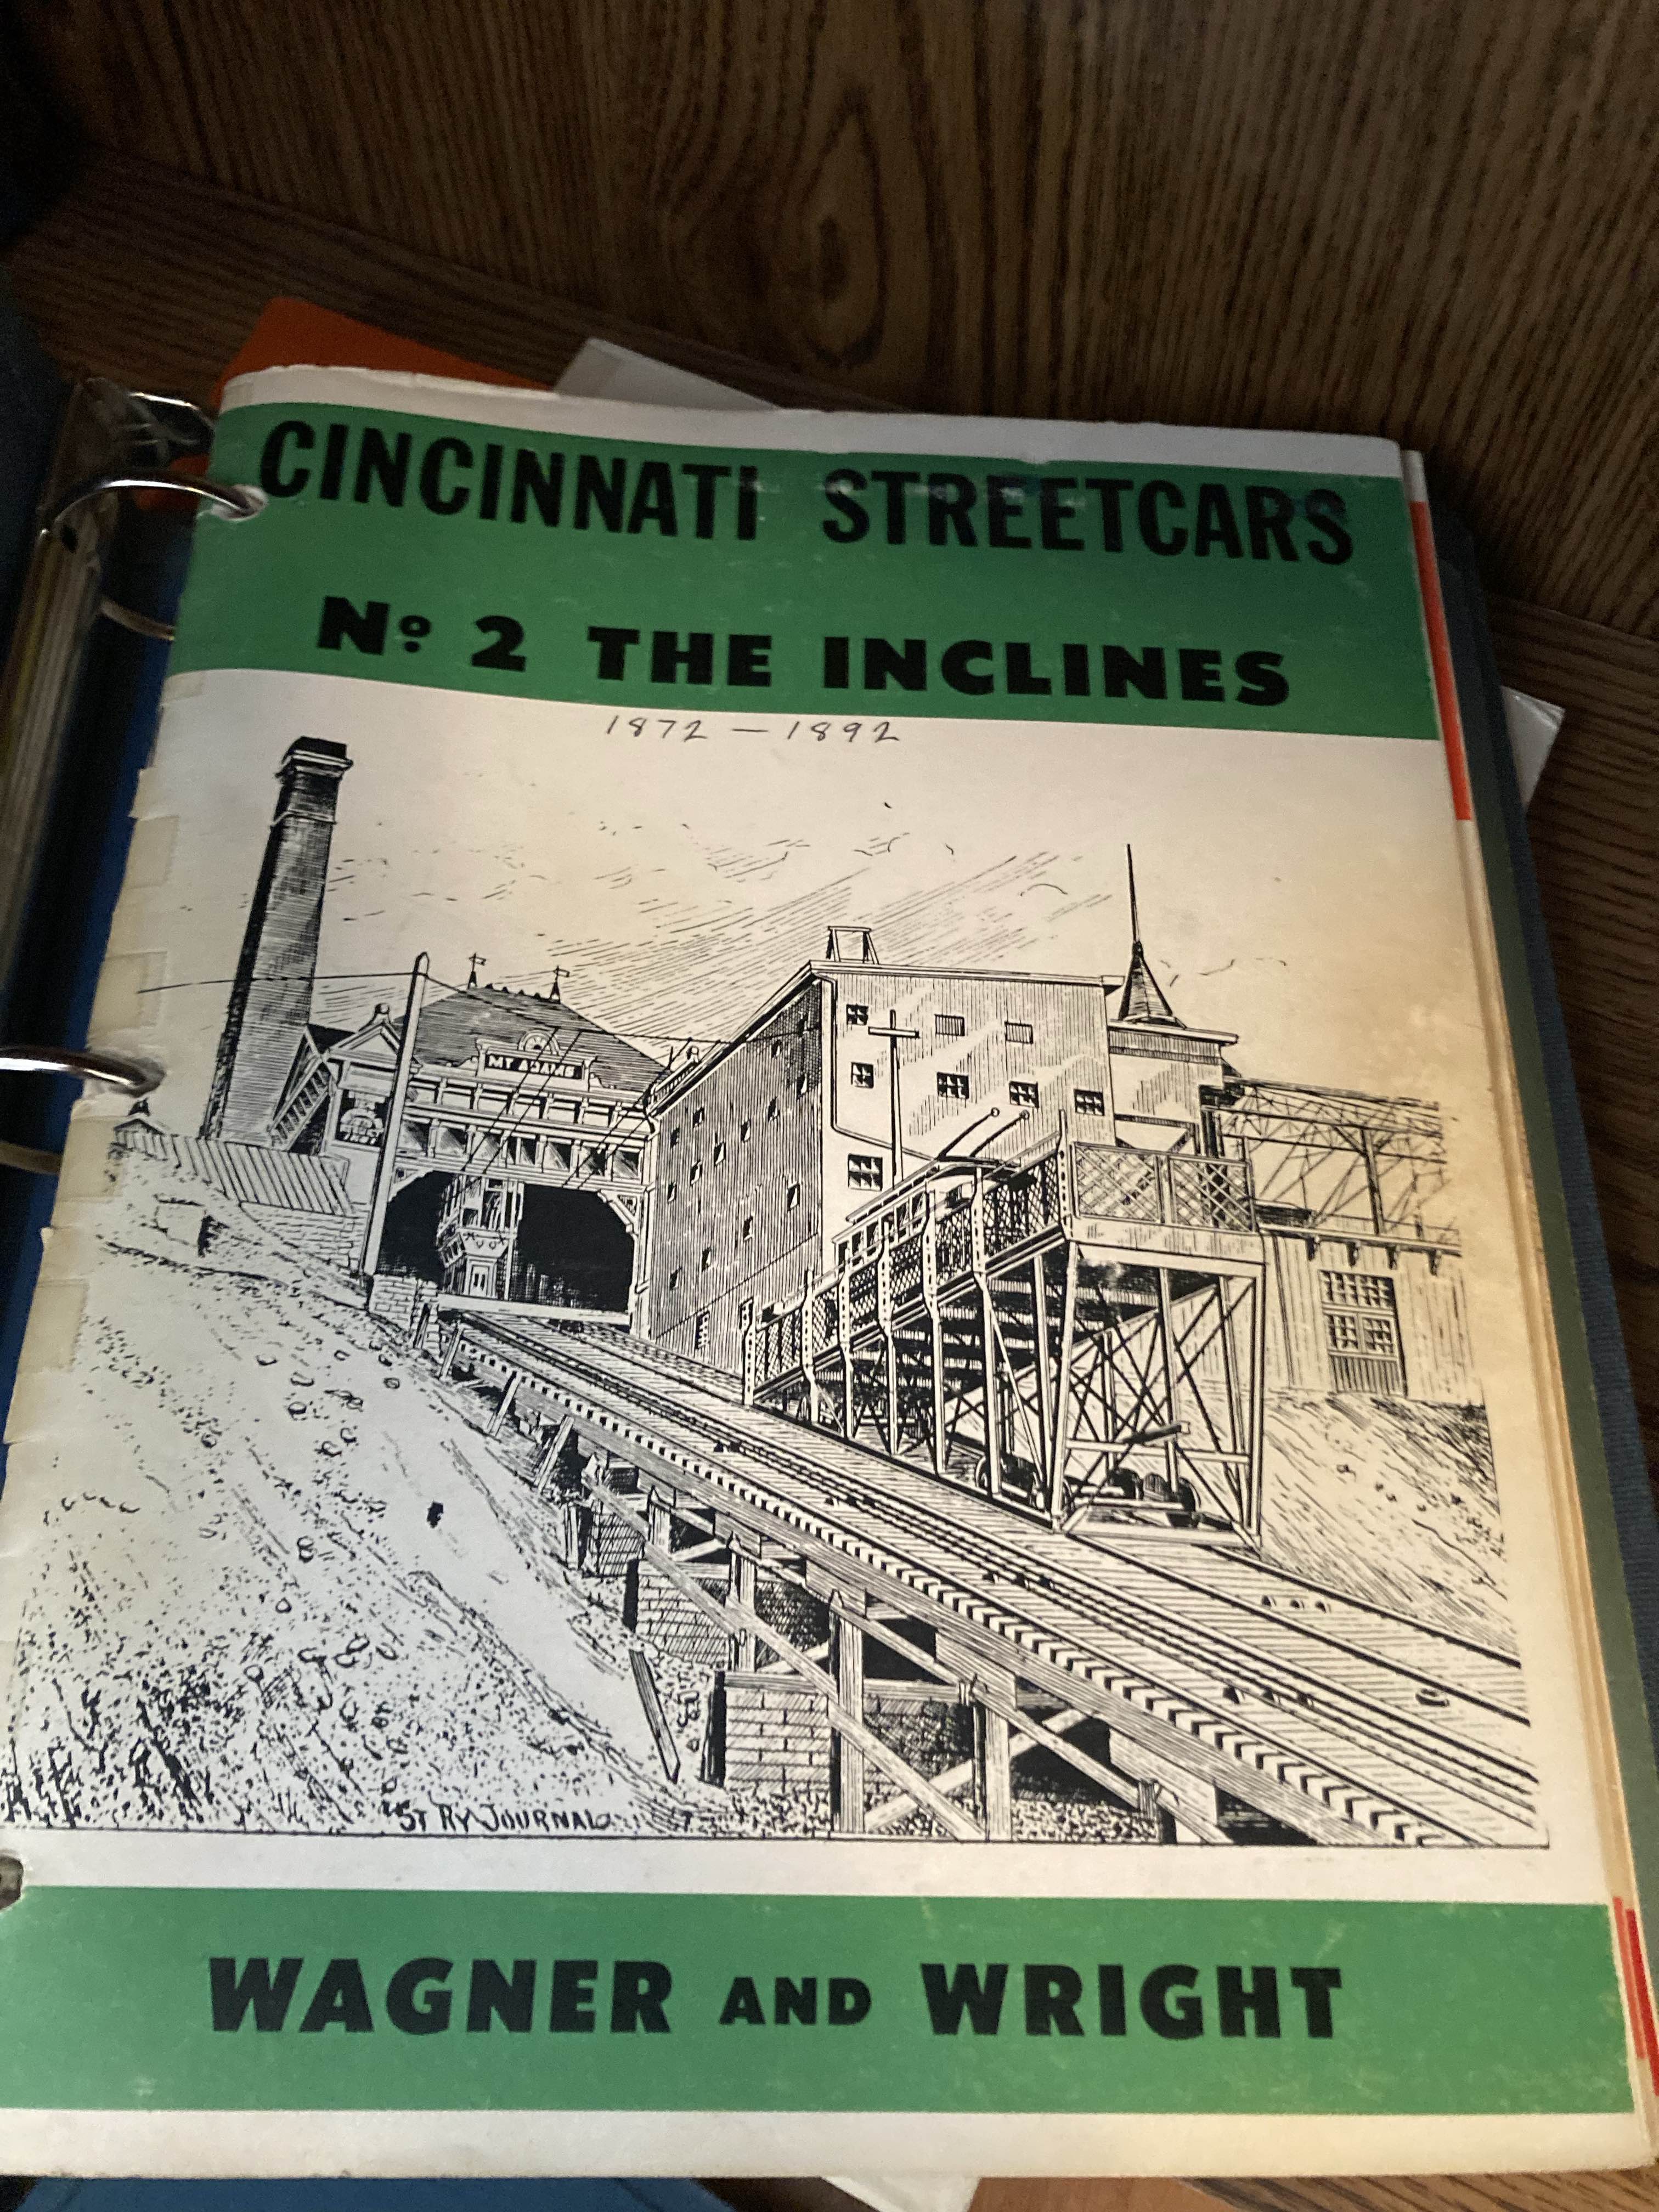 CINCINNATI STREETCARS
Nº 2 THE INCLINES
1872 — 1892
MT ADAMS
ST RY JOURNAL
WAGNER AND WRIGHT